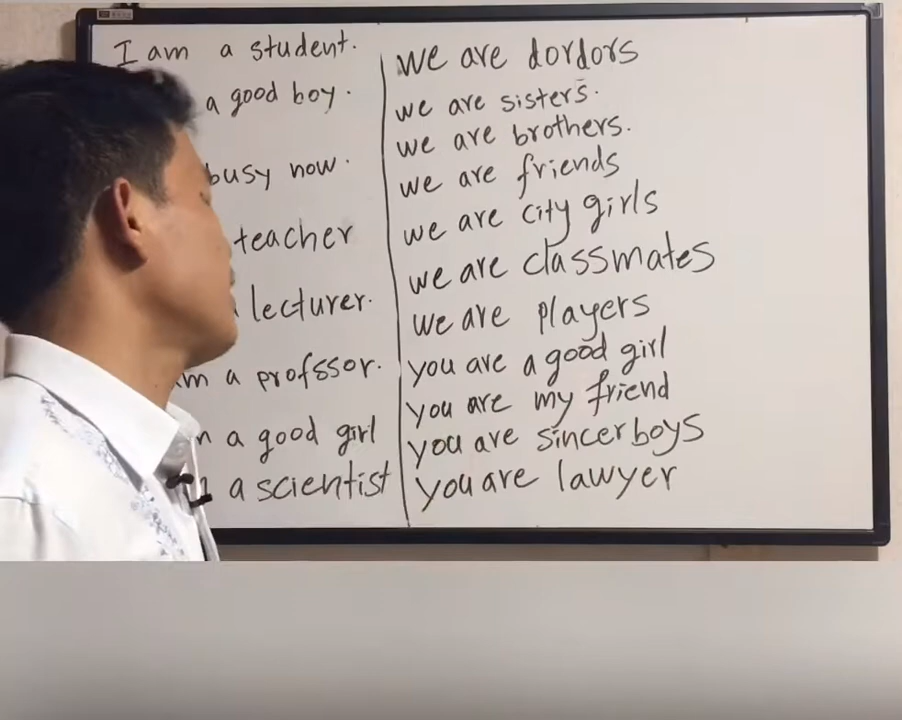 I am a student.
a good boy.
busy now.
teacher
lecturer.
am a profssor.
a good girl
a scientist
we are dordors
we are sisters.
we are brothers.
we are friends
we are city girls
we are classmates
we are players
you are a good girl
you are my friend
you are sincer boys
you are lawyer